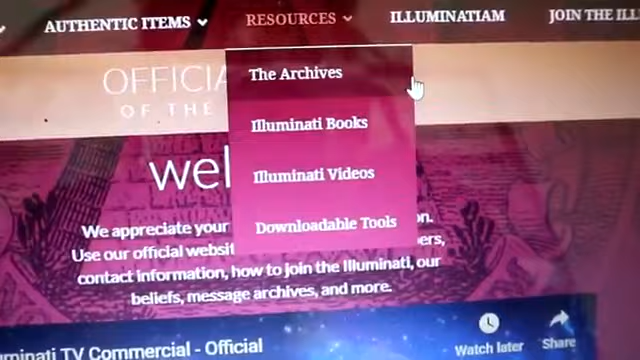 AUTHENTIC ITEMS
RESOURCES
ILLUMINATIAM
JOIN THE ILL
OFFICIA
OF THE
The Archives
Illuminati Books
Illuminati Videos
Downloadable Tools
wel
We appreciate your on.
Use our official websit ers,
contact information, how to join the Illuminati, our
beliefs, message archives, and more.
uminati TV Commercial - Official
Watch later
Share